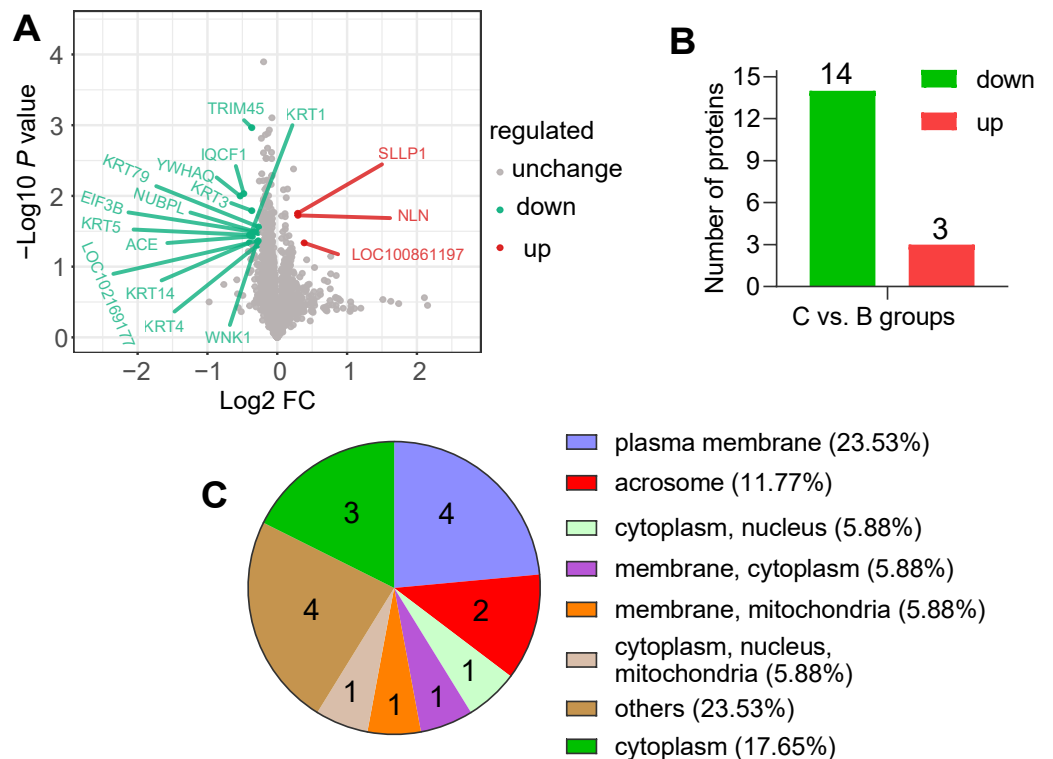 A
−Log10 P value
4
3
2
1
0
−2
−1
0
1
2
Log2 FC
TRIM45
KRT1
IQCF1
SLLP1
KRT79
YWHAQ
KRT3
EIF3B
NUBPL
NLN
KRT5
ACE
LOC100861197
LOC102169177
KRT14
KRT4
WNK1
regulated
unchange
down
up
B
Number of proteins
15
12
9
6
3
0
14
3
down
up
C vs. B groups
C
3
4
4
2
1
1
1
1
plasma membrane (23.53%)
acrosome (11.77%)
cytoplasm, nucleus (5.88%)
membrane, cytoplasm (5.88%)
membrane, mitochondria (5.88%)
cytoplasm, nucleus,
mitochondria (5.88%)
others (23.53%)
cytoplasm (17.65%)